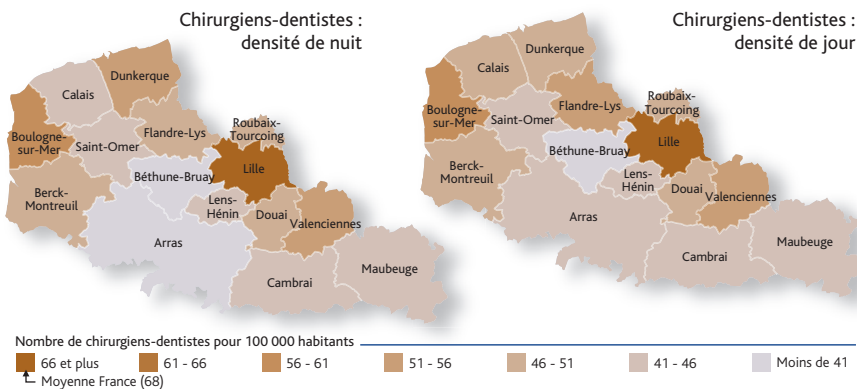 Chirurgiens-dentistes :
densité de nuit
Dunkerque
Calais
Roubaix-
Tourcoing
Flandre-Lys
Boulogne-
sur-Mer
Saint-Omer
Lille
Béthune-Bruay
Berck-
Montreuil
Lens-
Hénin
Douai
Valenciennes
Arras
Maubeuge
Cambrai
Chirurgiens-dentistes :
densité de jour
Dunkerque
Calais
Roubaix-
Tourcoing
Flandre-Lys
Boulogne-
sur-Mer
Saint-Omer
Lille
Béthune-Bruay
Berck-
Montreuil
Lens-
Hénin
Douai
Valenciennes
Arras
Maubeuge
Cambrai
Nombre de chirurgiens-dentistes pour 100 000 habitants
66 et plus 61 - 66 56 - 61 51 - 56 46 - 51 41 - 46 Moins de 41
Moyenne France (68)